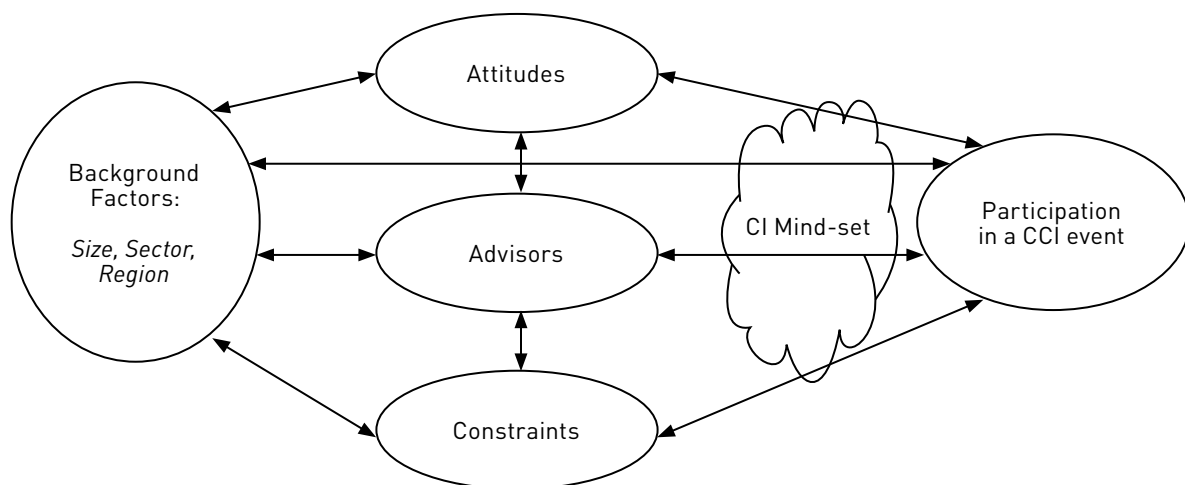 Attitudes
Background
Factors:
Size, Sector,
Region
Advisors
CI Mind-set
Participation
in a CCI event
Constraints